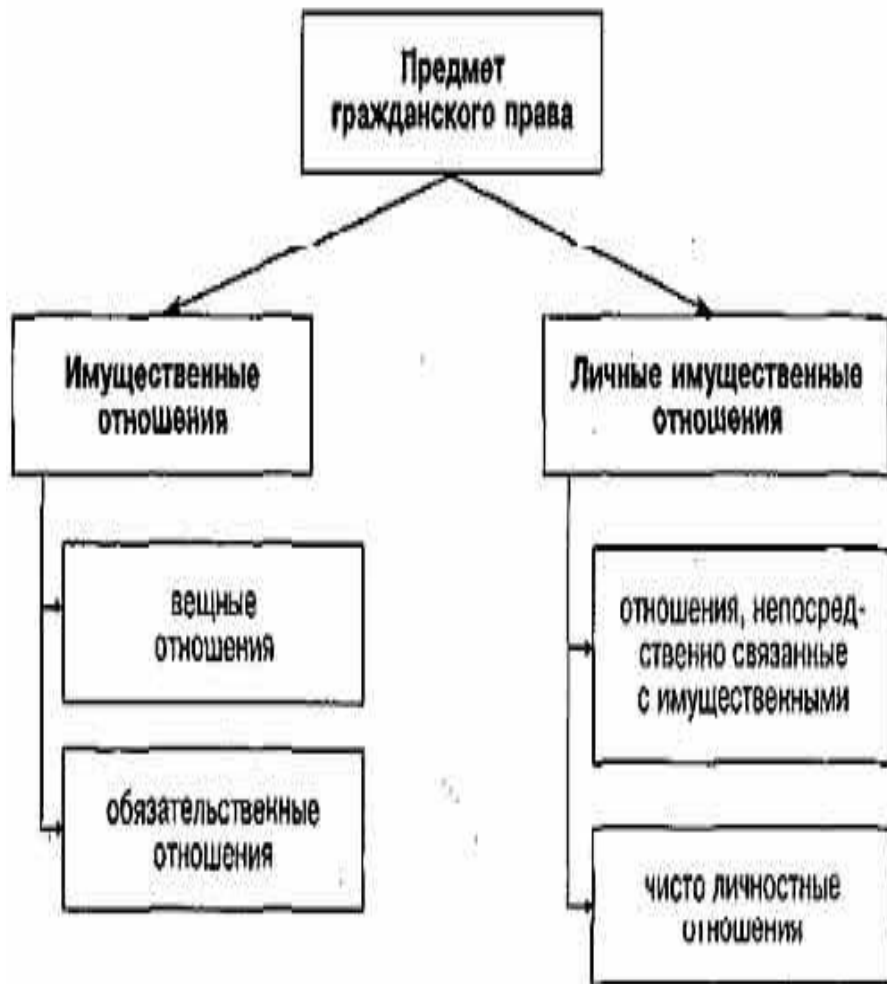 Предмет
гражданского права
Имущественные
отношения
Личные имущественные
отношения
вещные
отношения
отношения, непосред-
ственно связанные
с имущественными
обязательственные
отношения
чисто личностные
отношения